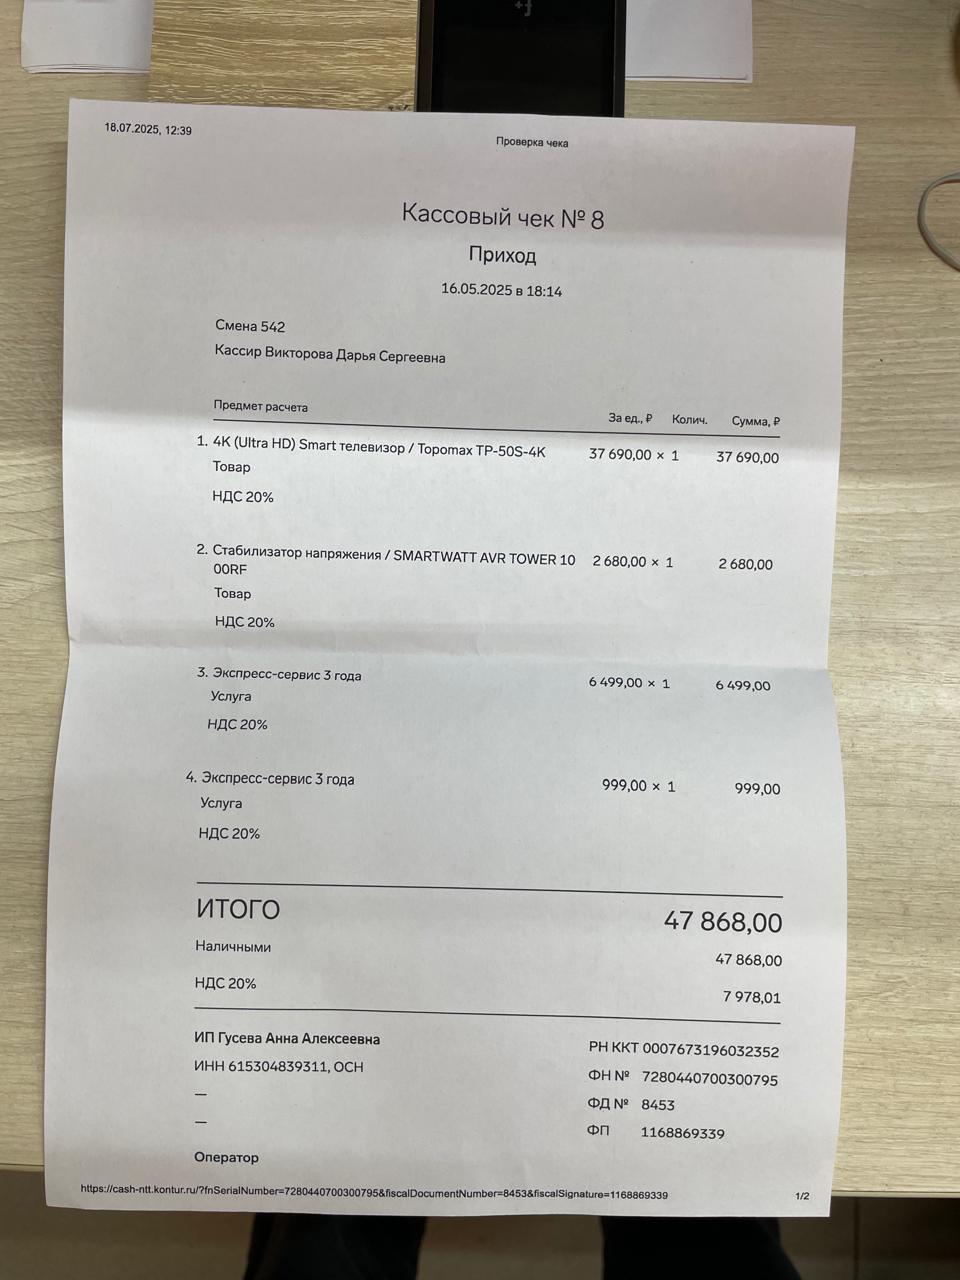 18.07.2025, 12:39
Проверка чека
Кассовый чек № 8
Приход
16.05.2025 в 18:14
Смена 542
Кассир Викторова Дарья Сергеевна
Предмет расчета За ед., ₽ Колич. Сумма, ₽
1. 4K (Ultra HD) Smart телевизор / Topomax TP-50S-4K 37 690,00 × 1 37 690,00
Товар
НДС 20%
2. Стабилизатор напряжения / SMARTWATT AVR TOWER 10 2 680,00 × 1 2 680,00
00RF
Товар
НДС 20%
3. Экспресс-сервис 3 года 6 499,00 × 1 6 499,00
Услуга
НДС 20%
4. Экспресс-сервис 3 года 999,00 × 1 999,00
Услуга
НДС 20%
ИТОГО 47 868,00
Наличными 47 868,00
НДС 20% 7 978,01
ИП Гусева Анна Алексеевна РН ККТ 0007673196032352
ИНН 615304839311, ОСН ФН № 7280440700300795
— ФД № 8453
— ФП 1168869339
Оператор
https://cash-ntt.kontur.ru/?fnSerialNumber=7280440700300795&fiscalDocumentNumber=8453&fiscalSignature=1168869339 1/2